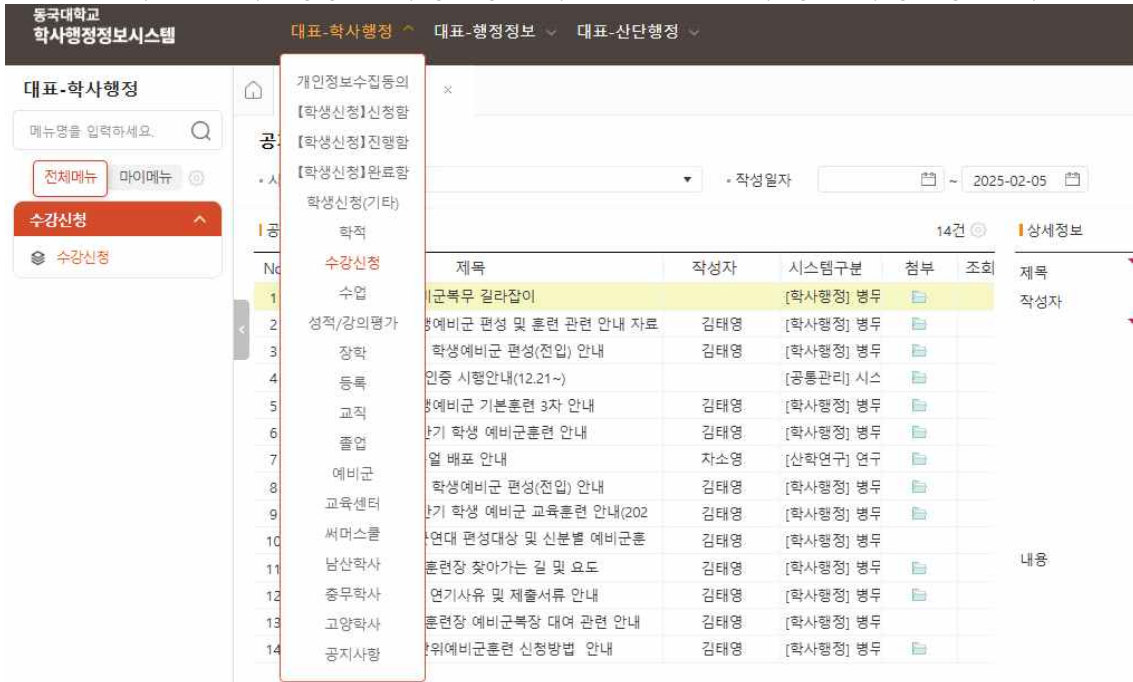 동국대학교
학사행정정보시스템
대표-학사행정 대표-행정정보 대표-산단행정
대표-학사행정
메뉴명을 입력하세요.
전체메뉴 마이메뉴
수강신청
수강신청
개인정보수집동의
【학생신청】신청함
【학생신청】진행함
【학생신청】완료함
학생신청(기타)
학적
수강신청
수업
성적/강의평가
장학
등록
교직
졸업
예비군
교육센터
써머스쿨
남산학사
충무학사
고양학사
공지사항
작성일자 ~ 2025-02-05
14건 상세정보
제목 작성자 시스템구분 첨부 조회
1 비군복무 길라잡이 [학사행정] 병무
2 예비군 편성 및 훈련 관련 안내 자료 김태영 [학사행정] 병무
3 학생예비군 편성(전입) 안내 김태영 [학사행정] 병무
4 인증 시행안내(12.21~) [공통관리] 시스
5 예비군 기본훈련 3차 안내 김태영 [학사행정] 병무
6 기 학생 예비군훈련 안내 김태영 [학사행정] 병무
7 얼 배포 안내 차소영 [산학연구] 연구
8 학생예비군 편성(전입) 안내 김태영 [학사행정] 병무
9 기 학생 예비군 교육훈련 안내(202 김태영 [학사행정] 병무
10 연대 편성대상 및 신분별 예비군훈 김태영 [학사행정] 병무
11 훈련장 찾아가는 길 및 요도 김태영 [학사행정] 병무
12 연기사유 및 제출서류 안내 김태영 [학사행정] 병무
13 훈련장 예비군복장 대여 관련 안내 김태영 [학사행정] 병무
14 위예비군훈련 신청방법 안내 김태영 [학사행정] 병무
제목
작성자
내용